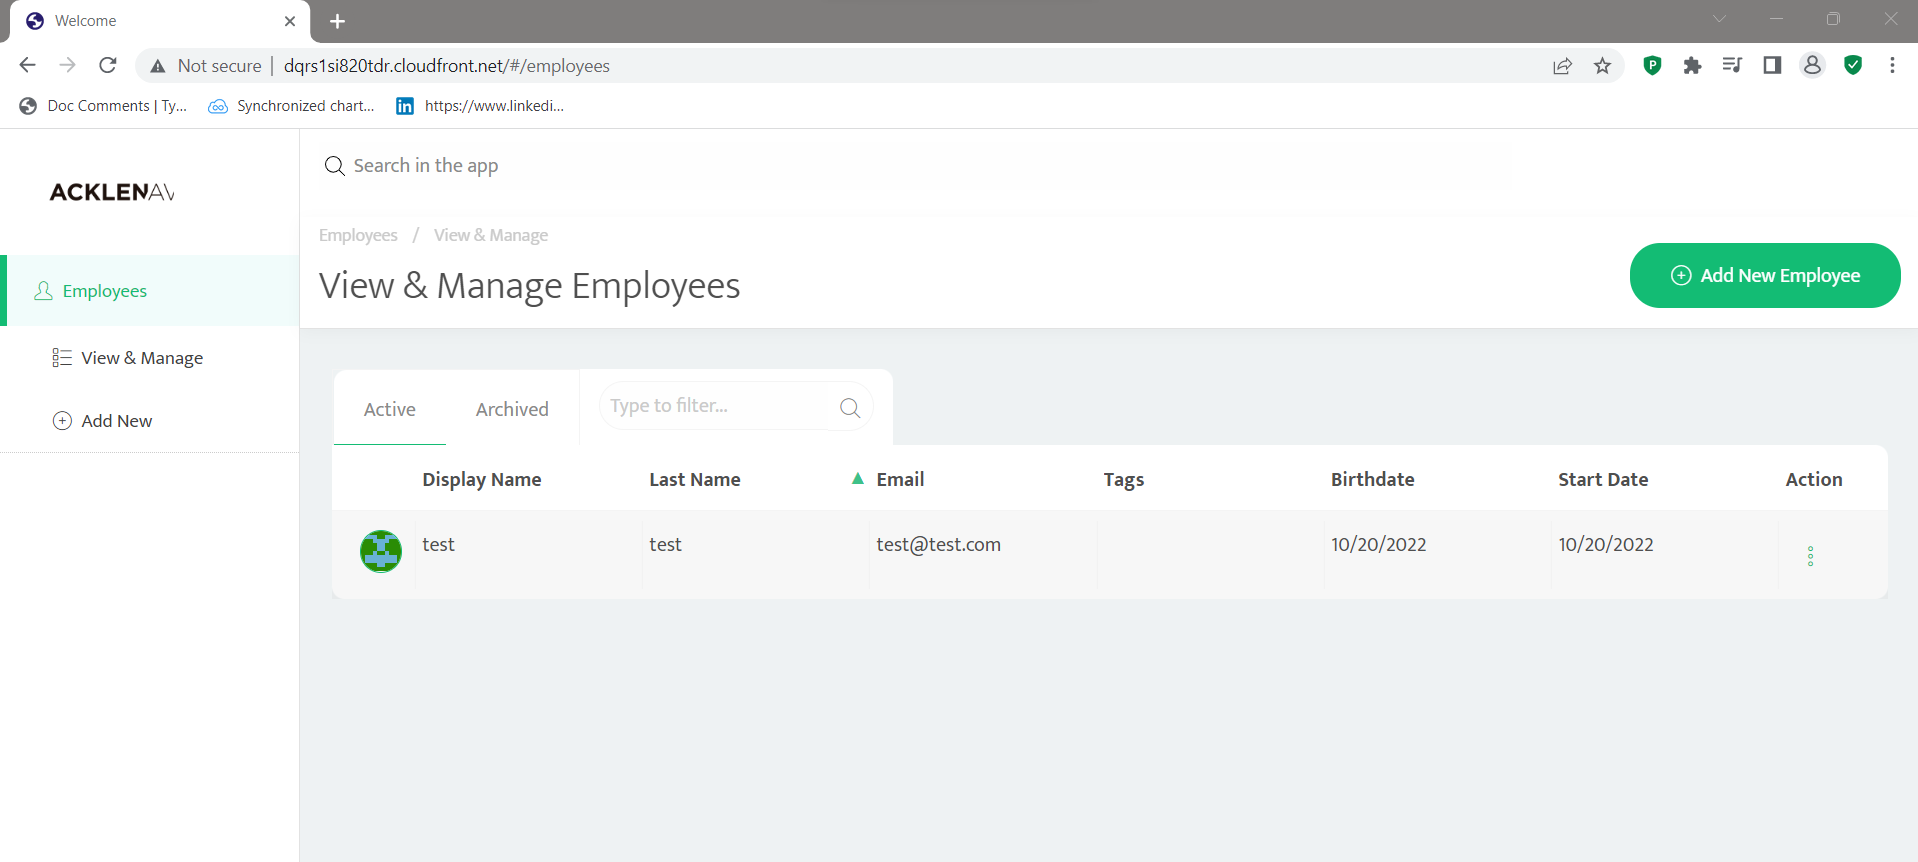 Welcome
Not secure | dqrs1si820tdr.cloudfront.net/#/employees
Doc Comments | Ty... Synchronized chart... https://www.linkedi...
Search in the app
ACKLENAV
Employees / View & Manage
View & Manage Employees
Add New Employee
Employees
View & Manage
Add New
Active Archived Type to filter...
Display Name Last Name Email Tags Birthdate Start Date Action
test test test@test.com 10/20/2022 10/20/2022